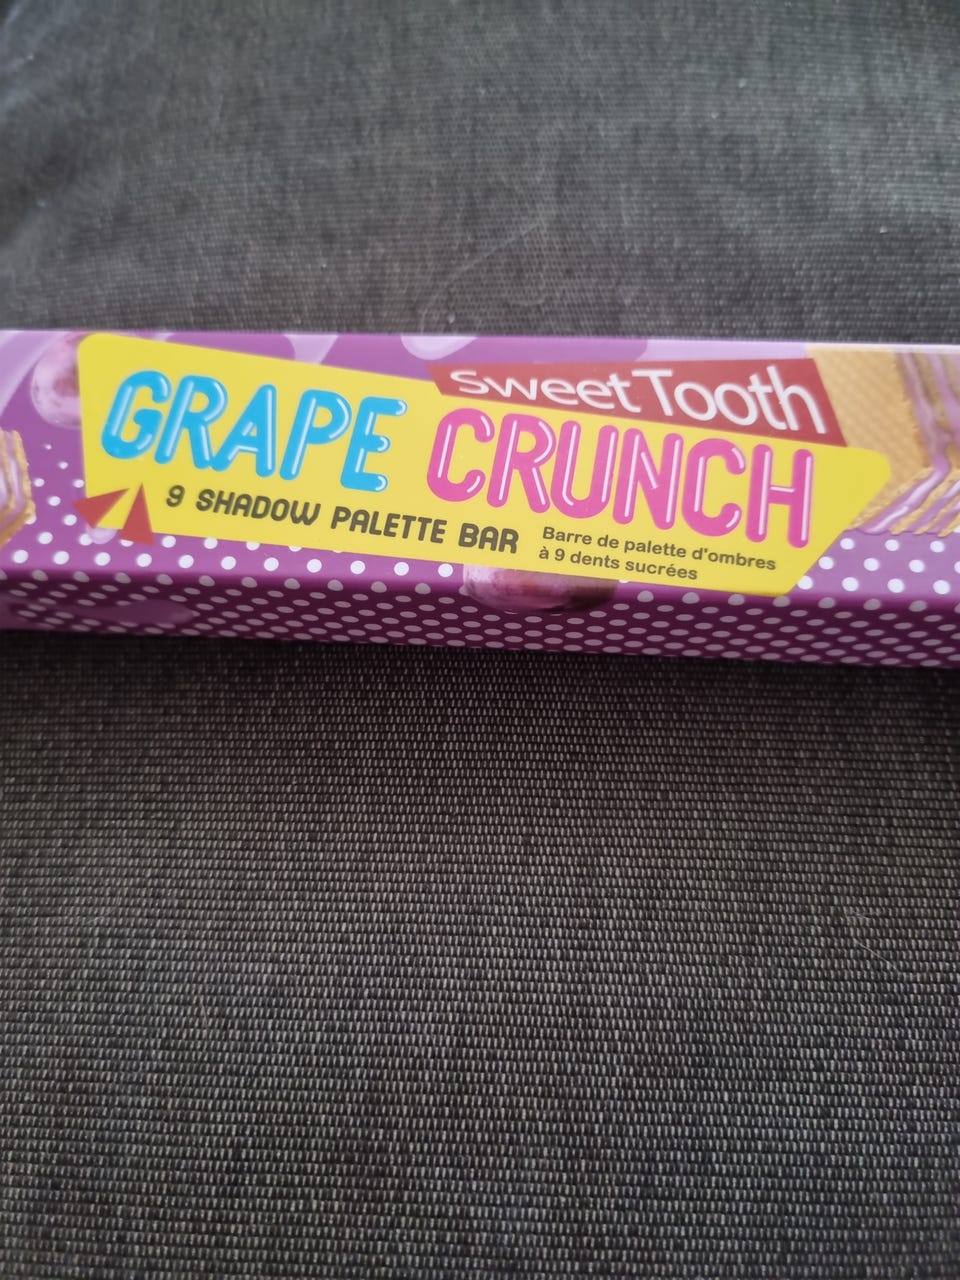 sweet Tooth
GRAPE CRUNCH
9 SHADOW PALETTE BAR
Barre de palette d'ombres
à 9 dents sucrées